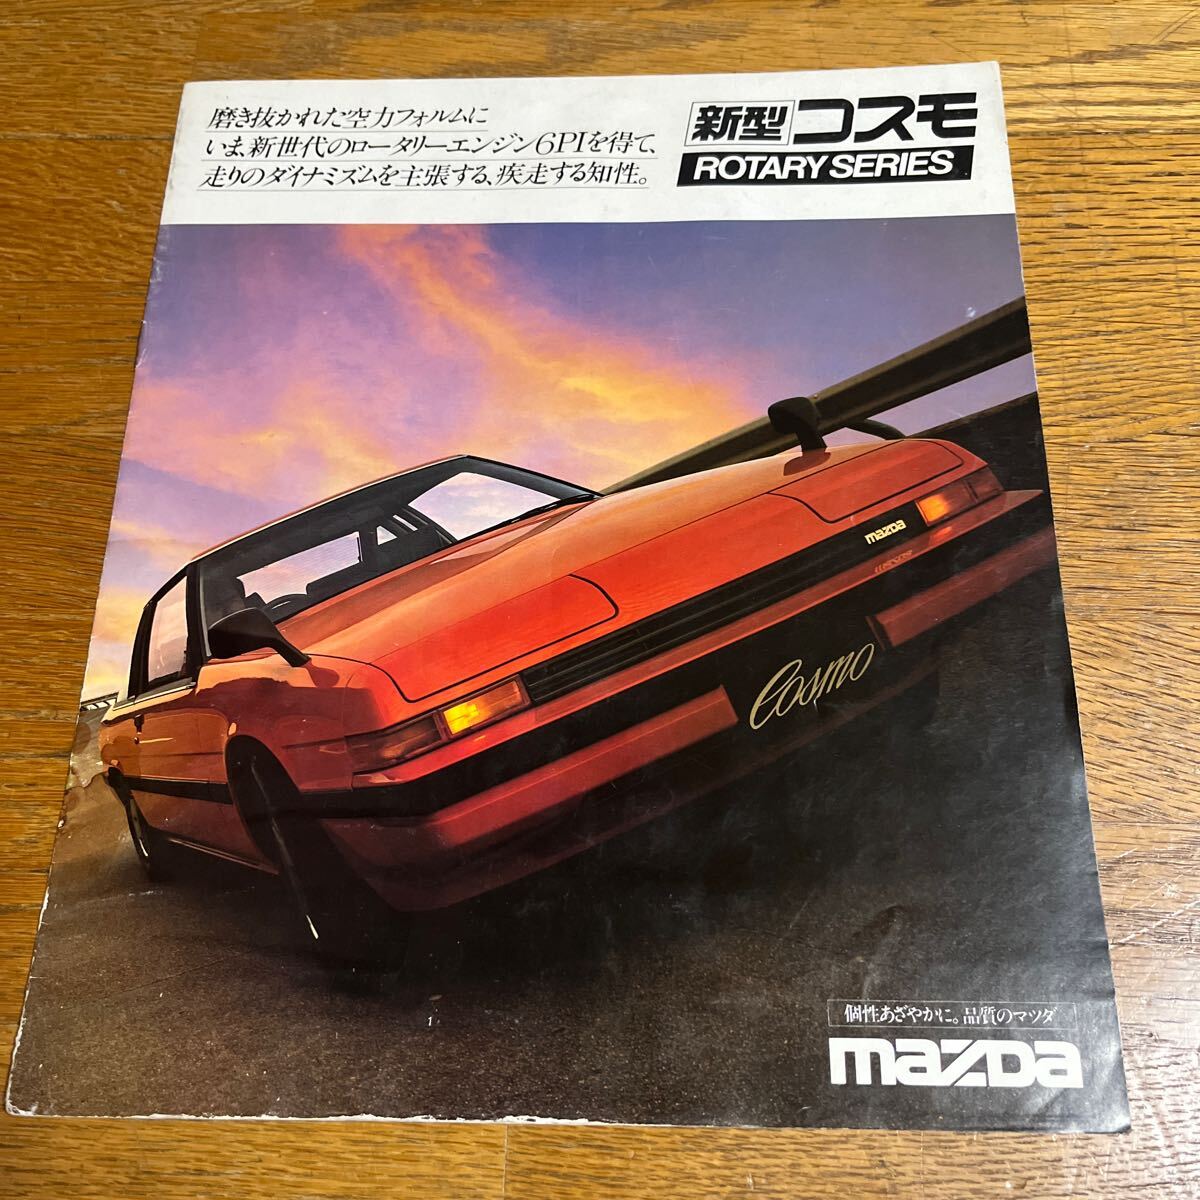 磨き抜かれた空力フォルムに
いま、新世代のロータリーエンジン6PIを得て、
走りのダイナミズムを主張する、疾走する知性。
新型コスモ
ROTARY SERIES
mazda
Cosmo
個性あざやかに。品質のマツダ
mazda